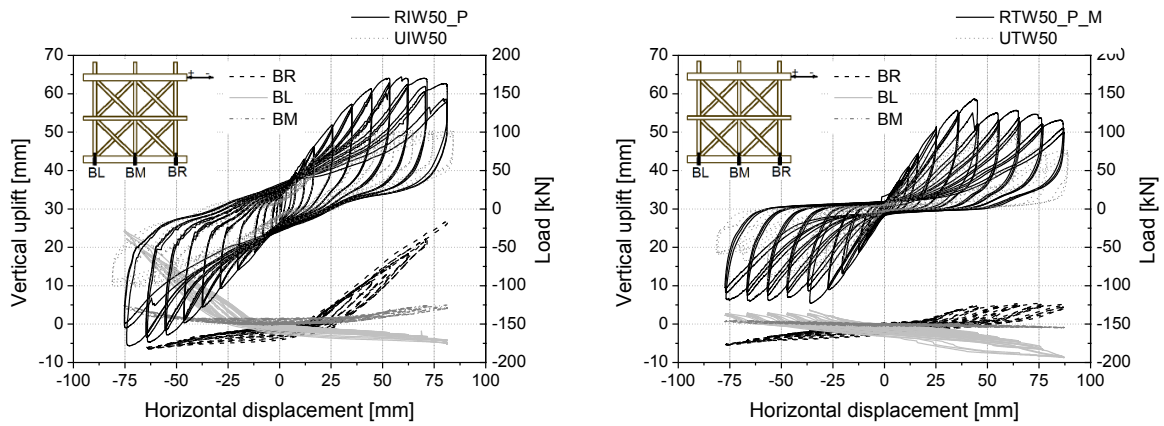 RIW50_P
UIW50
70
60
50
40
30
20
10
0
-10
Vertical uplift [mm]
+ -
BL BM BR
BR
BL
BM
200
150
100
50
0
-50
-100
-150
-200
Load [kN]
-100 -75 -50 -25 0 25 50 75 100
Horizontal displacement [mm]
RTW50_P_M
UTW50
70
60
50
40
30
20
10
0
-10
Vertical uplift [mm]
+ -
BL BM BR
BR
BL
BM
200
150
100
50
0
-50
-100
-150
-200
Load [kN]
-100 -75 -50 -25 0 25 50 75 100
Horizontal displacement [mm]